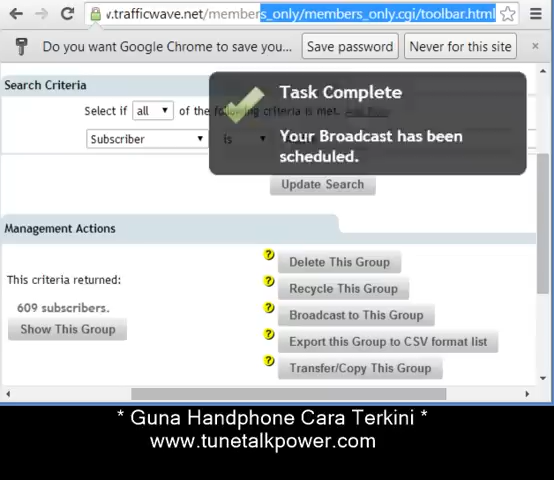 v.trafficwave.net/members_only/members_only.cgi/toolbar.html
Do you want Google Chrome to save you... Save password Never for this site ×
Search Criteria
Task Complete
Select if all of the following criteria is met.
Your Broadcast has been
scheduled.
Subscriber is
Update Search
Management Actions
This criteria returned:
609 subscribers.
Show This Group
? Delete This Group
? Recycle This Group
? Broadcast to This Group
? Export this Group to CSV format list
? Transfer/Copy This Group
* Guna Handphone Cara Terkini *
www.tunetalkpower.com